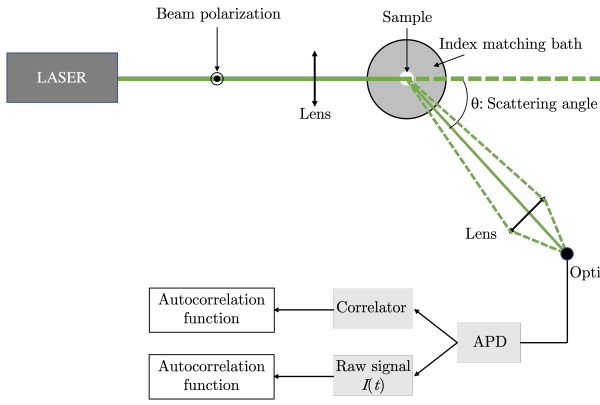 Beam polarization
Sample
Index matching bath
LASER
θ: Scattering angle
Lens
Lens
Opti
Autocorrelation
function
Correlator
APD
Autocorrelation
function
Raw signal
I(t)